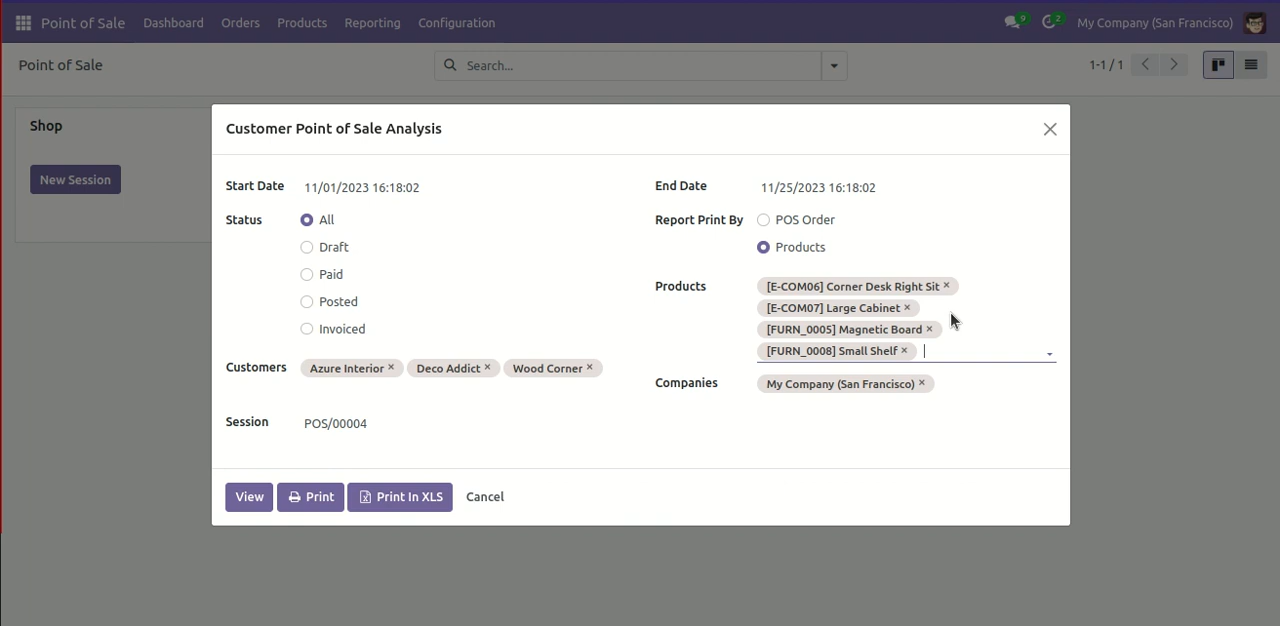 Point of Sale Dashboard Orders Products Reporting Configuration 9 2 My Company (San Francisco)
Point of Sale Search... 1-1 / 1
Shop
New Session
Customer Point of Sale Analysis
Start Date 11/01/2023 16:18:02 End Date 11/25/2023 16:18:02
Status All Report Print By POS Order
Draft Products
Paid Products [E-COM06] Corner Desk Right Sit ×
Posted [E-COM07] Large Cabinet ×
Invoiced [FURN_0005] Magnetic Board ×
[FURN_0008] Small Shelf ×
Customers Azure Interior × Deco Addict × Wood Corner × Companies My Company (San Francisco) ×
Session POS/00004
View Print Print In XLS Cancel